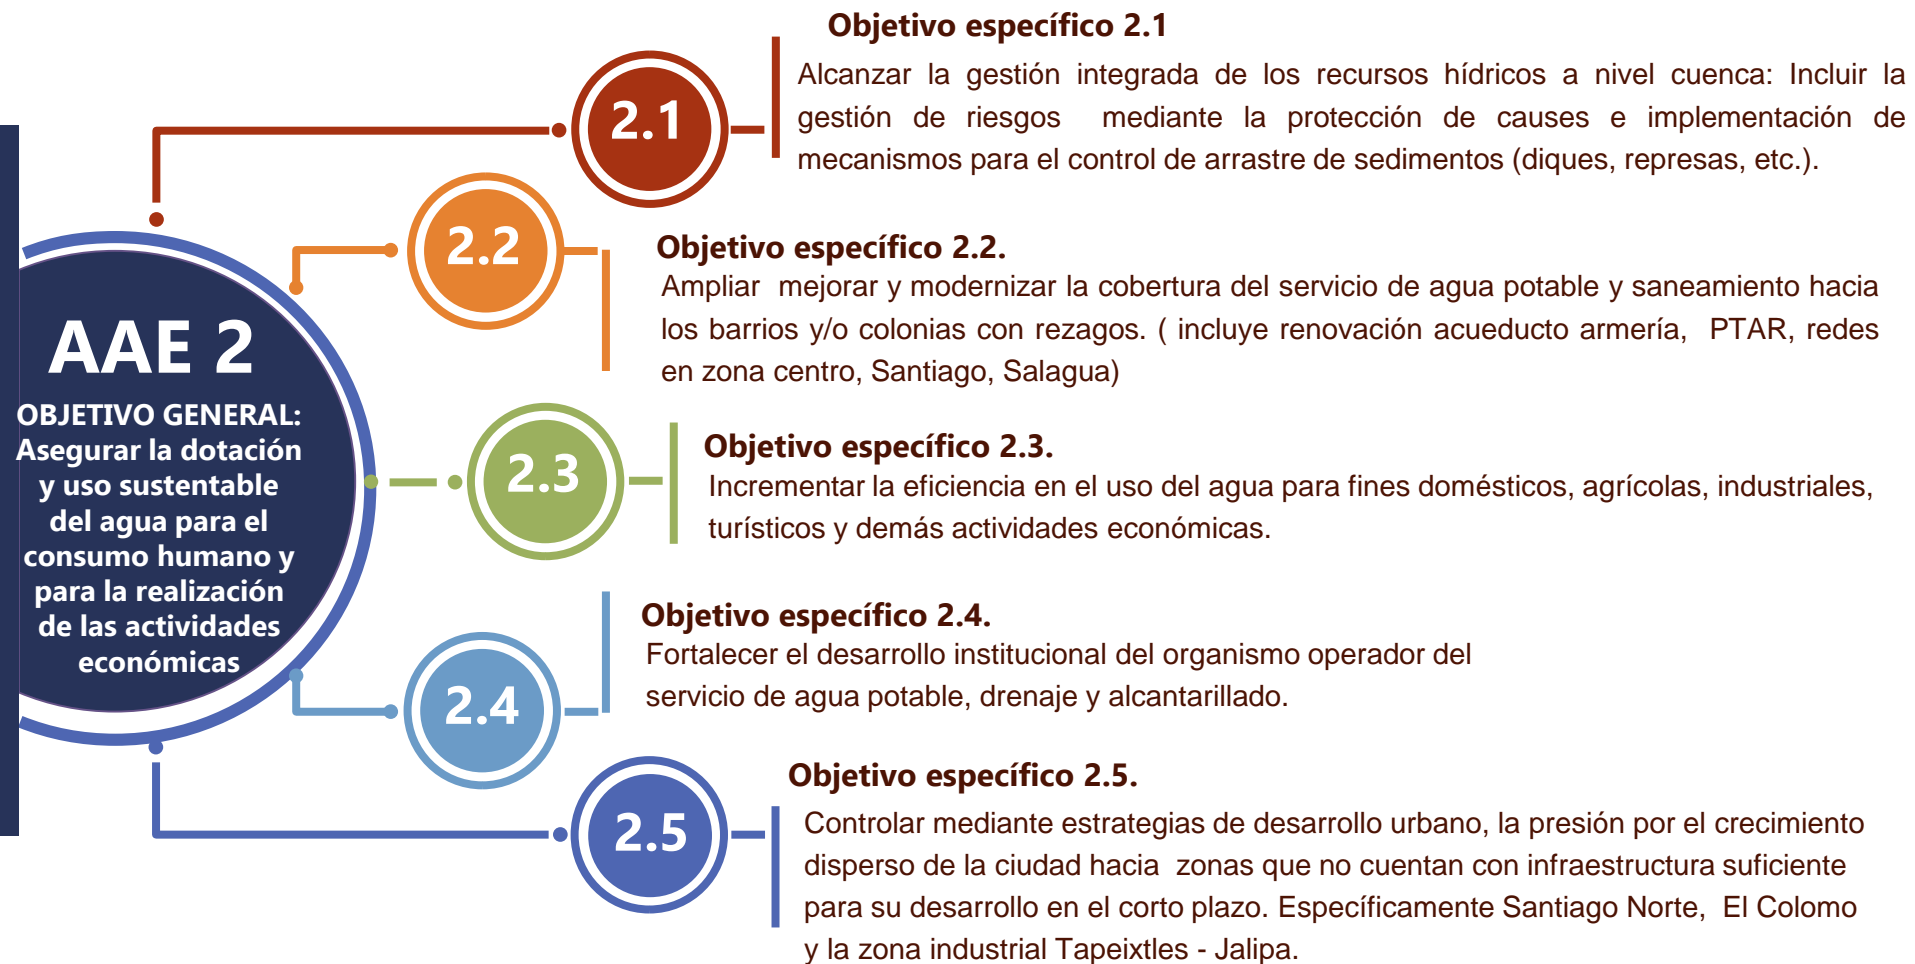 AAE 2
OBJETIVO GENERAL:
Asegurar la dotación
y uso sustentable
del agua para el
consumo humano y
para la realización
de las actividades
económicas
2.1
Objetivo específico 2.1
Alcanzar la gestión integrada de los recursos hídricos a nivel cuenca: Incluir la
gestión de riesgos mediante la protección de causes e implementación de
mecanismos para el control de arrastre de sedimentos (diques, represas, etc.).
2.2
Objetivo específico 2.2.
Ampliar mejorar y modernizar la cobertura del servicio de agua potable y saneamiento hacia
los barrios y/o colonias con rezagos. ( incluye renovación acueducto armería, PTAR, redes
en zona centro, Santiago, Salagua)
2.3
Objetivo específico 2.3.
Incrementar la eficiencia en el uso del agua para fines domésticos, agrícolas, industriales,
turísticos y demás actividades económicas.
2.4
Objetivo específico 2.4.
Fortalecer el desarrollo institucional del organismo operador del
servicio de agua potable, drenaje y alcantarillado.
2.5
Objetivo específico 2.5.
Controlar mediante estrategias de desarrollo urbano, la presión por el crecimiento
disperso de la ciudad hacia zonas que no cuentan con infraestructura suficiente
para su desarrollo en el corto plazo. Específicamente Santiago Norte, El Colomo
y la zona industrial Tapeixtles - Jalipa.